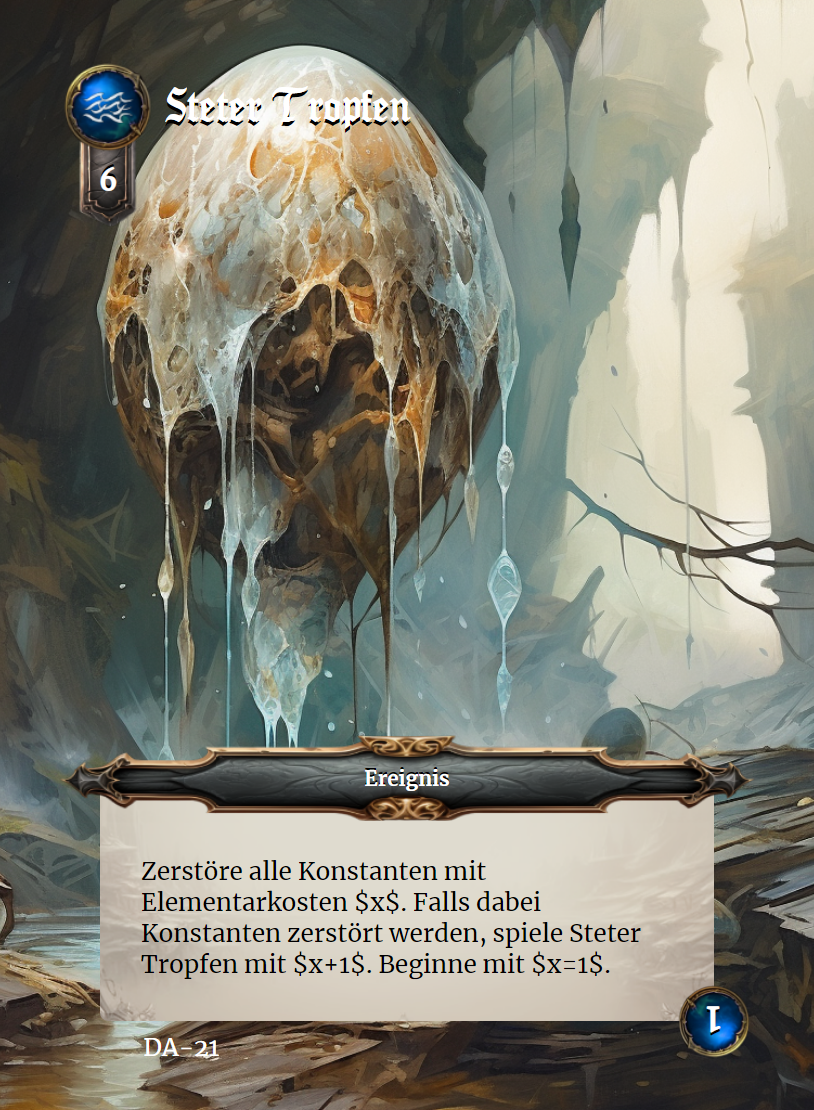 Steter Tropfen
6
Ereignis
Zerstöre alle Konstanten mit
Elementarkosten $x$. Falls dabei
Konstanten zerstört werden, spiele Steter
Tropfen mit $x+1$. Beginne mit $x=1$.
1
DA-21